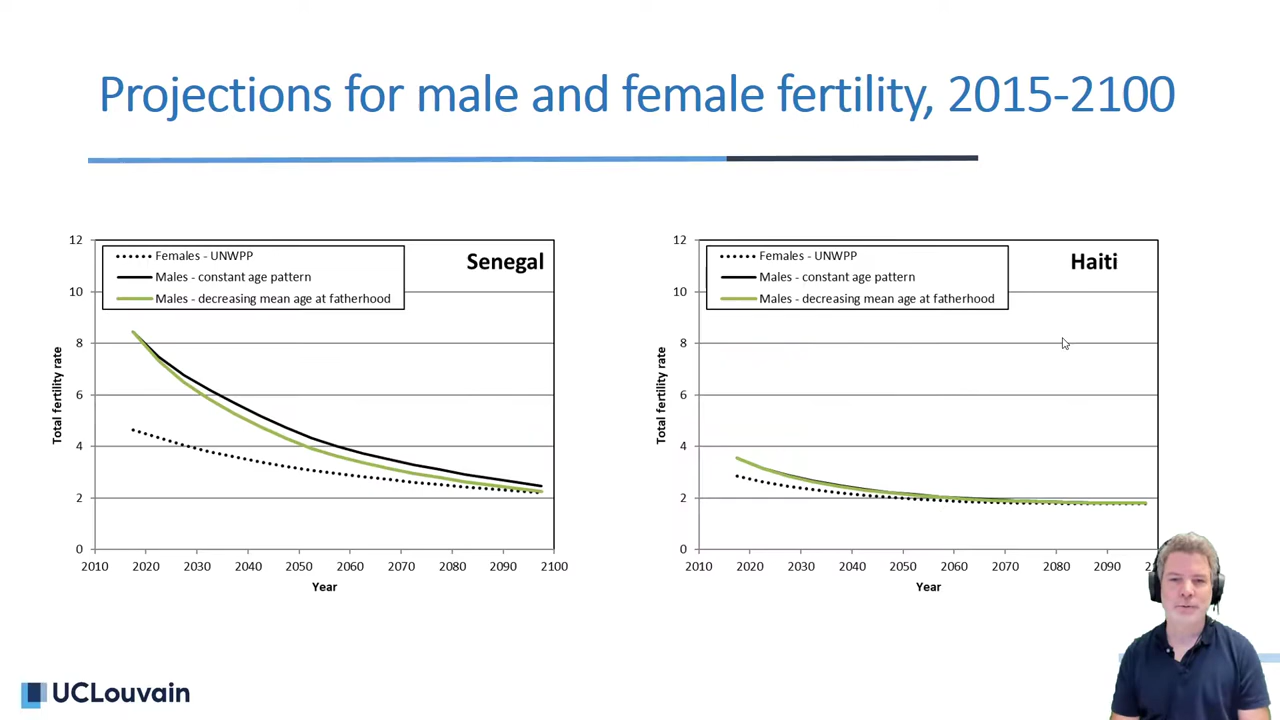 Projections for male and female fertility, 2015-2100
12
10
8
6
4
2
0
Total fertility rate
Females - UNWPP
Males - constant age pattern
Males - decreasing mean age at fatherhood
Senegal
2010 2020 2030 2040 2050 2060 2070 2080 2090 2100
Year
12
10
8
6
4
2
0
Total fertility rate
Females - UNWPP
Males - constant age pattern
Males - decreasing mean age at fatherhood
Haiti
2010 2020 2030 2040 2050 2060 2070 2080 2090
Year
UCLouvain